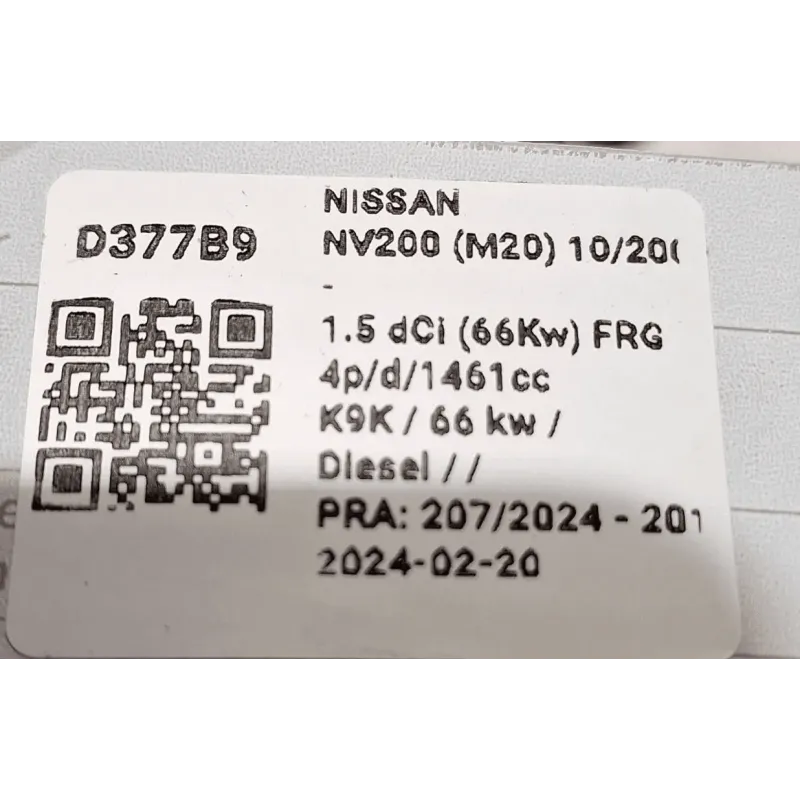 D377B9
NISSAN
NV200 (M20) 10/20
-
1.5 dCi (66Kw) FRG
4p/d/1461cc
K9K / 66 kw /
Diesel / /
PRA: 207/2024 - 201
2024-02-20